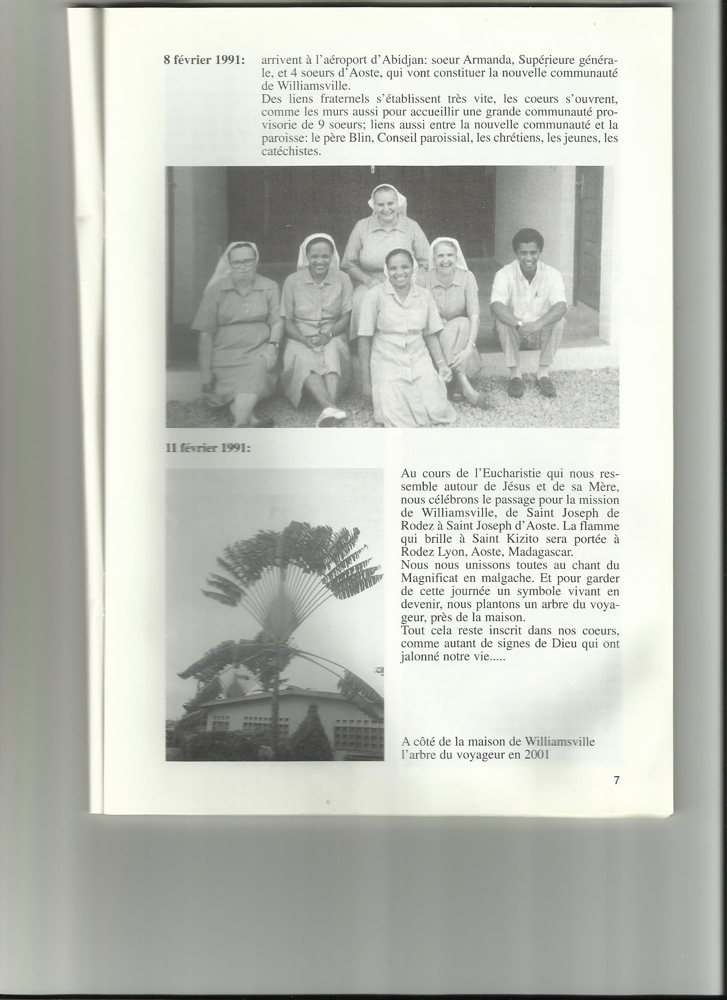 8 février 1991: arrivent à l'aéroport d'Abidjan: soeur Armanda, Supérieure généra-
le, et 4 soeurs d'Aoste, qui vont constituer la nouvelle communauté
de Williamsville.
Des liens fraternels s'établissent très vite, les coeurs s'ouvrent,
comme les murs aussi pour accueillir une grande communauté pro-
visorie de 9 soeurs; liens aussi entre la nouvelle communauté et la
paroisse: le père Blin, Conseil paroissial, les chrétiens, les jeunes, les
catéchistes.
11 février 1991:
Au cours de l'Eucharistie qui nous res-
semble autour de Jésus et de sa Mère,
nous célébrons le passage pour la mission
de Williamsville, de Saint Joseph de
Rodez à Saint Joseph d'Aoste. La flamme
qui brille à Saint Kizito sera portée à
Rodez Lyon, Aoste, Madagascar.
Nous nous unissons toutes au chant du
Magnificat en malgache. Et pour garder
de cette journée un symbole vivant en
devenir, nous plantons un arbre du voya-
geur, près de la maison.
Tout cela reste inscrit dans nos coeurs,
comme autant de signes de Dieu qui ont
jalonné notre vie.....
A côté de la maison de Williamsville
l'arbre du voyageur en 2001
7